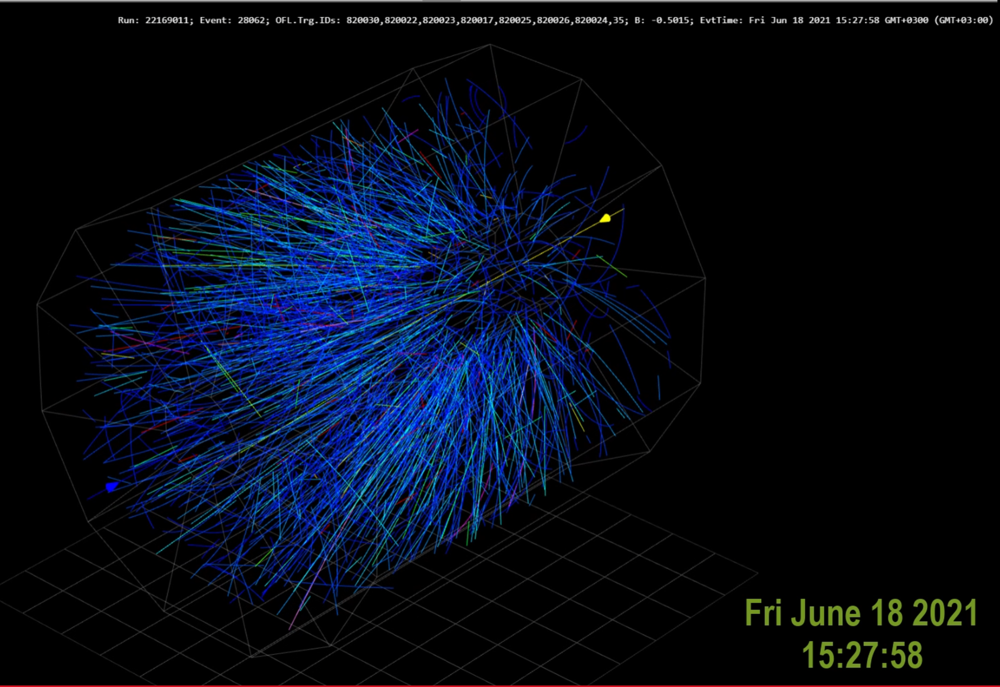 Run: 22169011; Event: 28062; OFL.Trg.IDs: 820030,820022,820023,820017,820025,820026,820024,35; B: -0.5015; EvtTime: Fri Jun 18 2021 15:27:58 GMT+0300 (GMT+03:00)
Fri June 18 2021
15:27:58